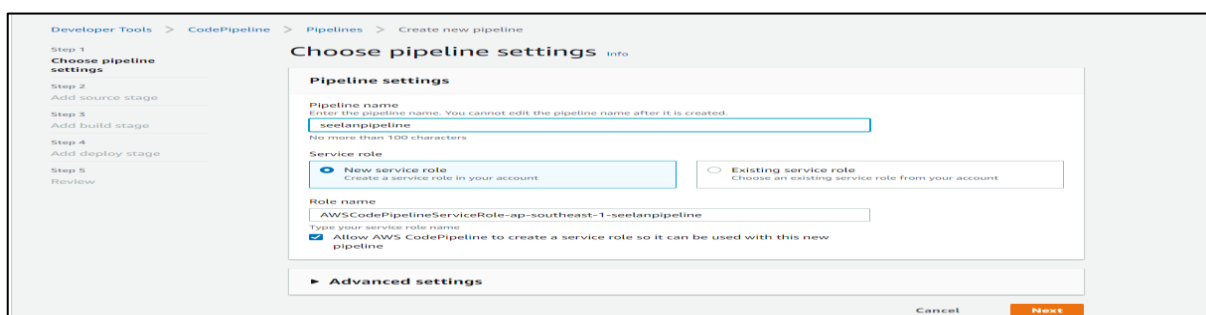 Developer Tools > CodePipeline > Pipelines > Create new pipeline
Step 1
Choose pipeline
settings
Step 2
Add source stage
Step 3
Add build stage
Step 4
Add deploy stage
Step 5
Review
Choose pipeline settings Info
Pipeline settings
Pipeline name
Enter the pipeline name. You cannot edit the pipeline name after it is created.
seelanpipeline
No more than 100 characters
Service role
New service role
Create a service role in your account
Existing service role
Choose an existing service role from your account
Role name
AWSCodePipelineServiceRole-ap-southeast-1-seelanpipeline
Type your service role name
Allow AWS CodePipeline to create a service role so it can be used with this new
pipeline
Advanced settings
Cancel Next